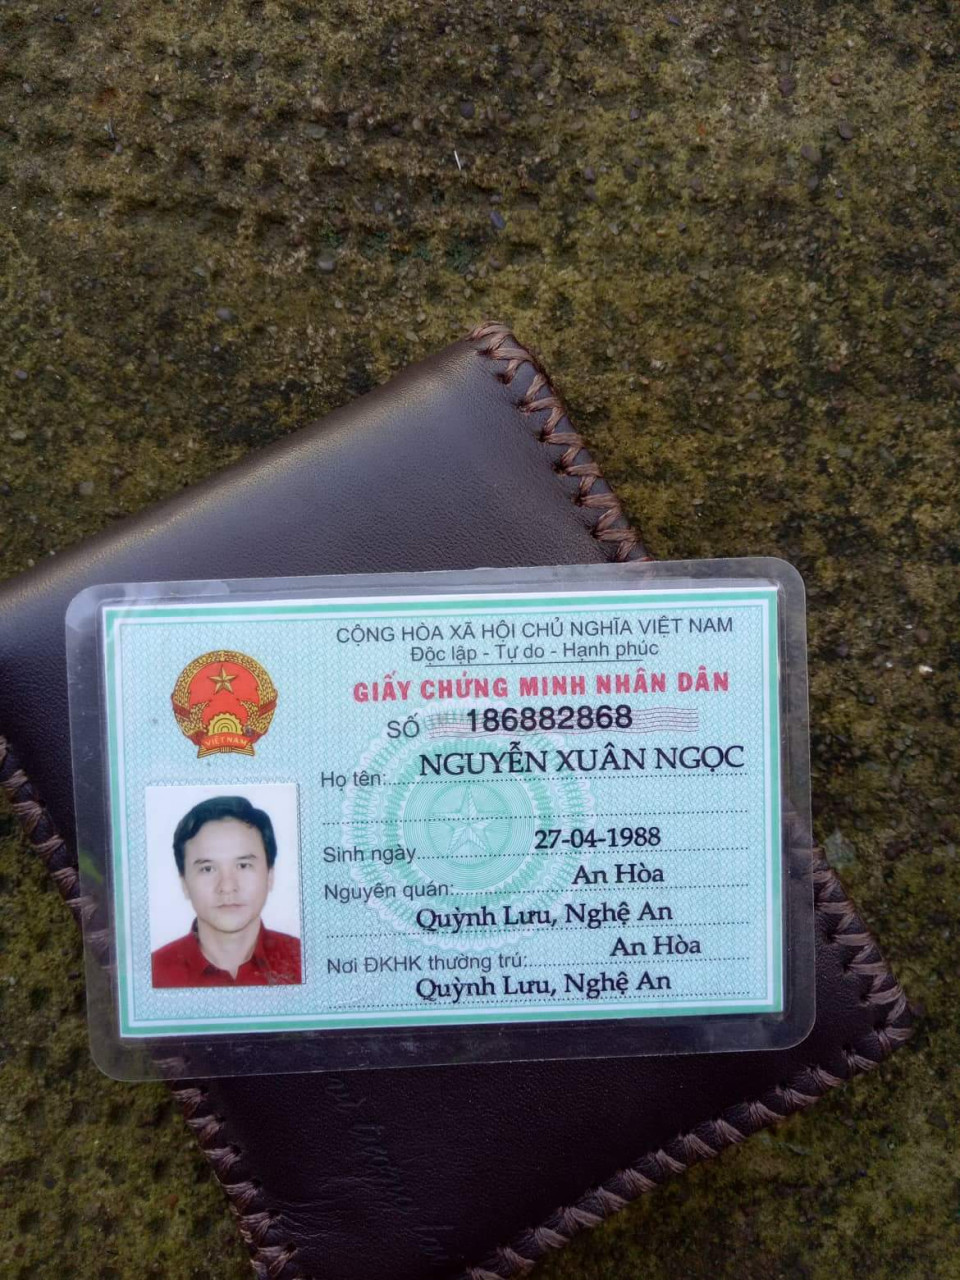 CỘNG HÒA XÃ HỘI CHỦ NGHĨA VIỆT NAM
Độc lập - Tự do - Hạnh phúc
GIẤY CHỨNG MINH NHÂN DÂN
SỐ 186882868
Họ tên: NGUYỄN XUÂN NGỌC
Sinh ngày 27-04-1988
Nguyên quán: An Hòa
Quỳnh Lưu, Nghệ An
Nơi ĐKHK thường trú: An Hòa
Quỳnh Lưu, Nghệ An
VIỆT NAM